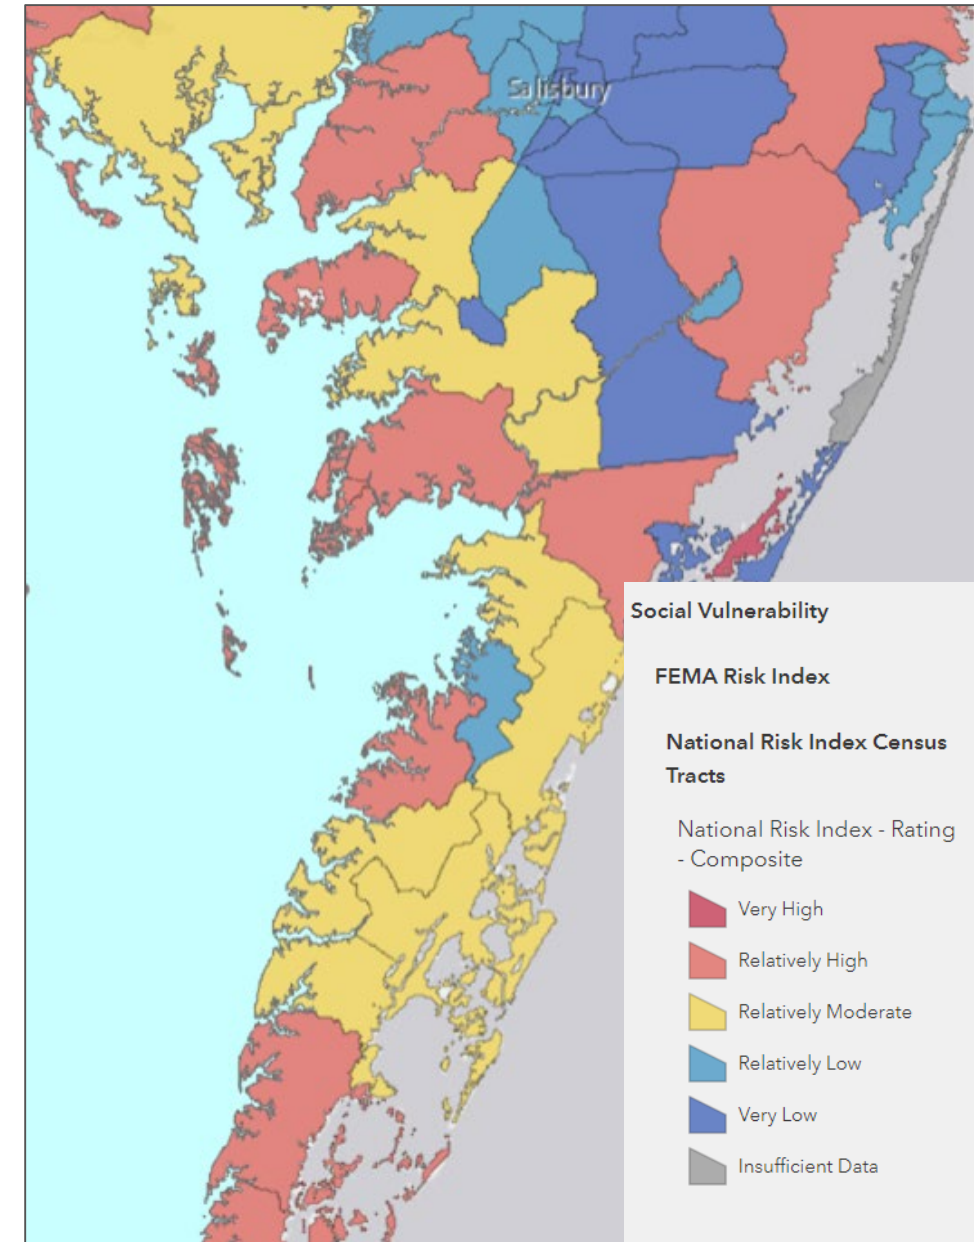 Salisbury
Social Vulnerability
FEMA Risk Index
National Risk Index Census
Tracts
National Risk Index - Rating
- Composite
Very High
Relatively High
Relatively Moderate
Relatively Low
Very Low
Insufficient Data